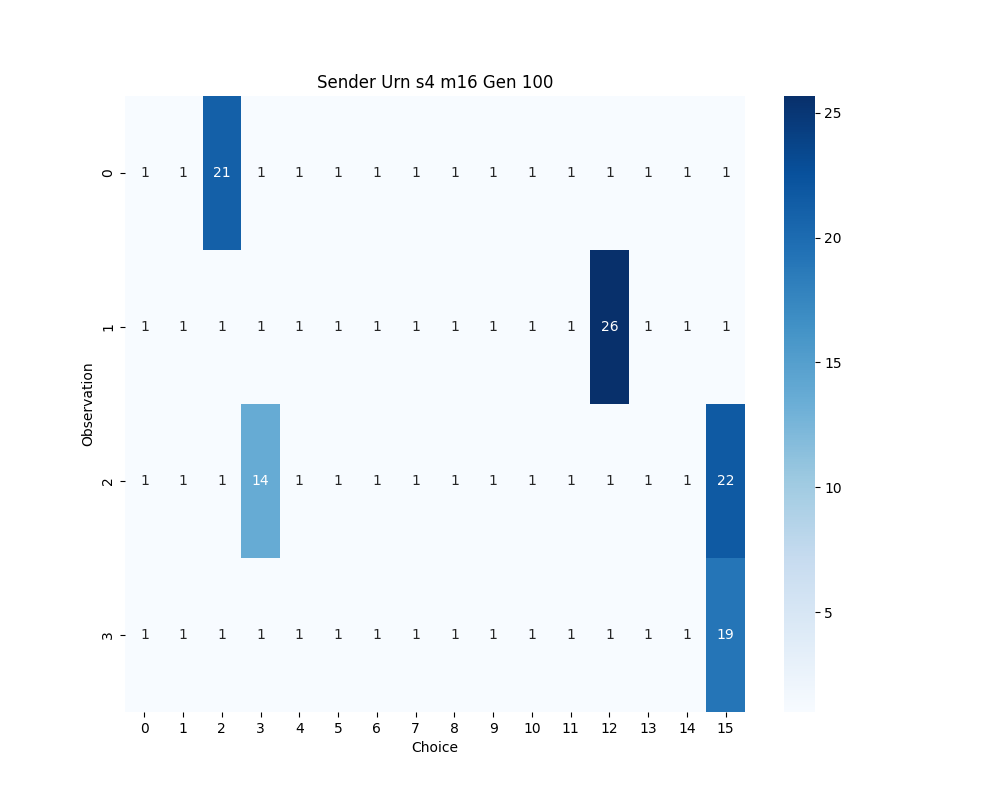 Sender Urn s4 m16 Gen 100
0 1 1 21 1 1 1 1 1 1 1 1 1 1 1 1 1
1 1 1 1 1 1 1 1 1 1 1 1 1 26 1 1 1
2 1 1 1 14 1 1 1 1 1 1 1 1 1 1 1 22
3 1 1 1 1 1 1 1 1 1 1 1 1 1 1 1 19
0 1 2 3 4 5 6 7 8 9 10 11 12 13 14 15
Choice
Observation
25
20
15
10
5